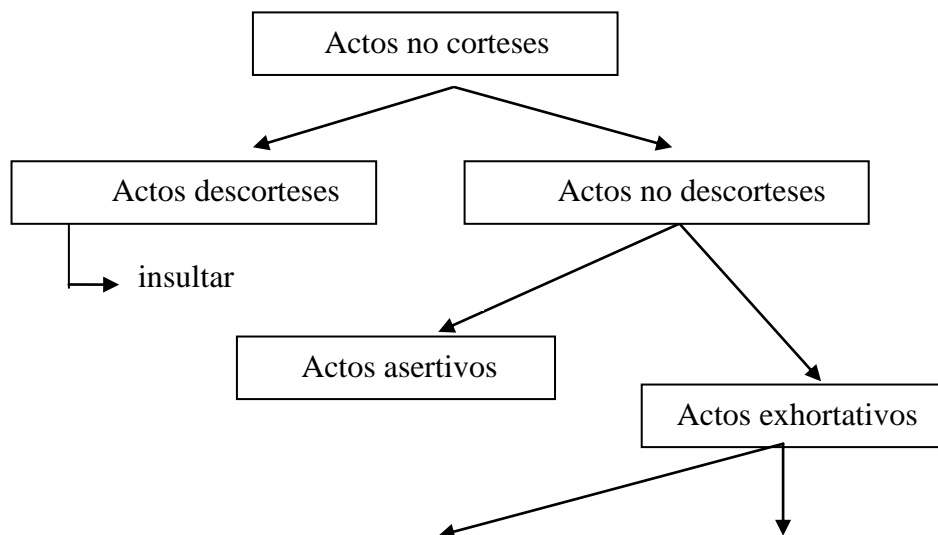 Actos no corteses
Actos descorteses
Actos no descorteses
insultar
Actos asertivos
Actos exhortativos